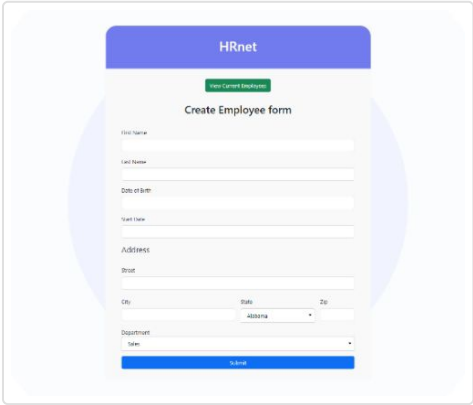 HRnet
View Current Employees
Create Employee form
First Name
Last Name
Date of Birth
Start Date
Address
Street
City State Zip
Alabama
Department
Sales
Submit